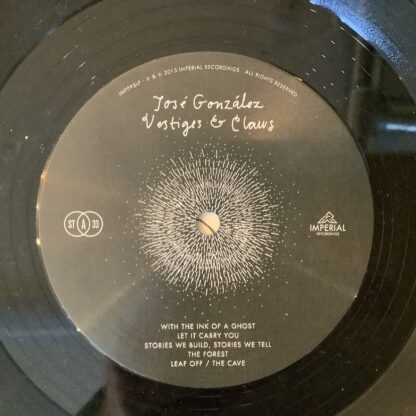 IMP096LP - ℗ & © 2015 IMPERIAL RECORDINGS - ALL RIGHTS RESERVED
José González
Vestiges & Claws
ST A 33
IMPERIAL
RECORDINGS
WITH THE INK OF A GHOST
LET IT CARRY YOU
STORIES WE BUILD, STORIES WE TELL
THE FOREST
LEAF OFF / THE CAVE